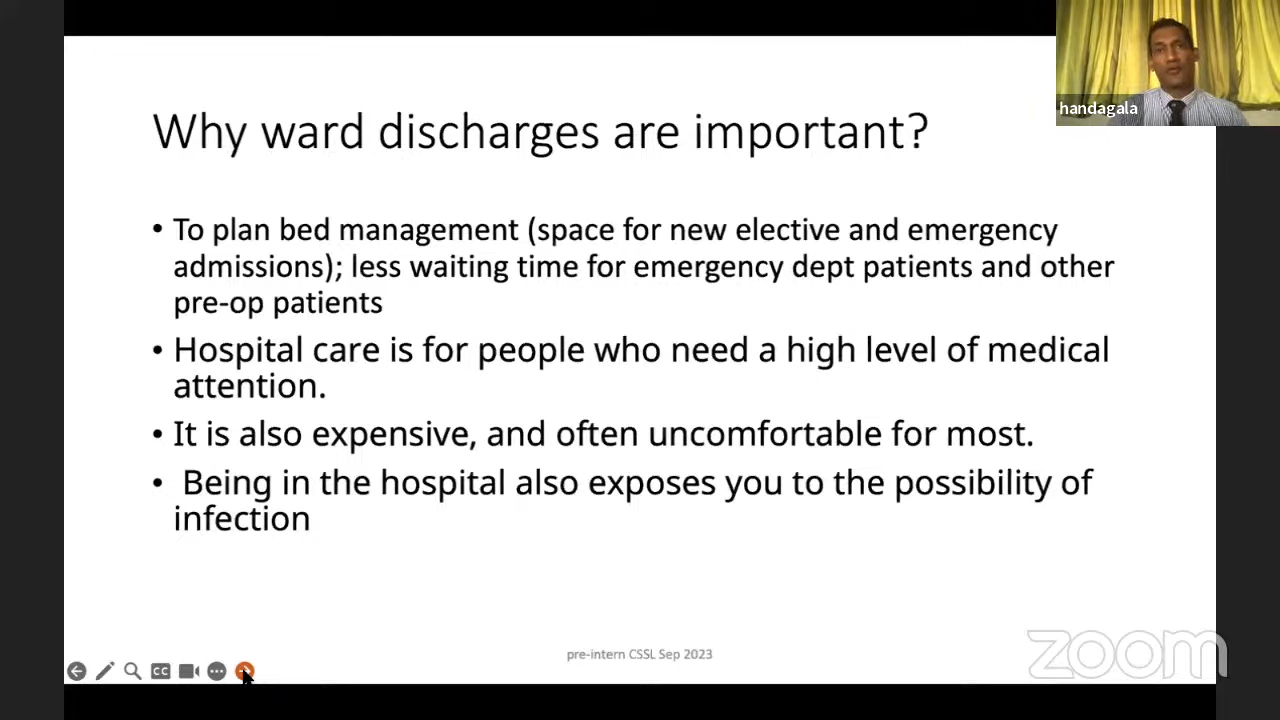 handagala
Why ward discharges are important?
• To plan bed management (space for new elective and emergency
admissions); less waiting time for emergency dept patients and other
pre-op patients
• Hospital care is for people who need a high level of medical
attention.
• It is also expensive, and often uncomfortable for most.
• Being in the hospital also exposes you to the possibility of
infection
pre-intern CSSL Sep 2023
CC
zoom